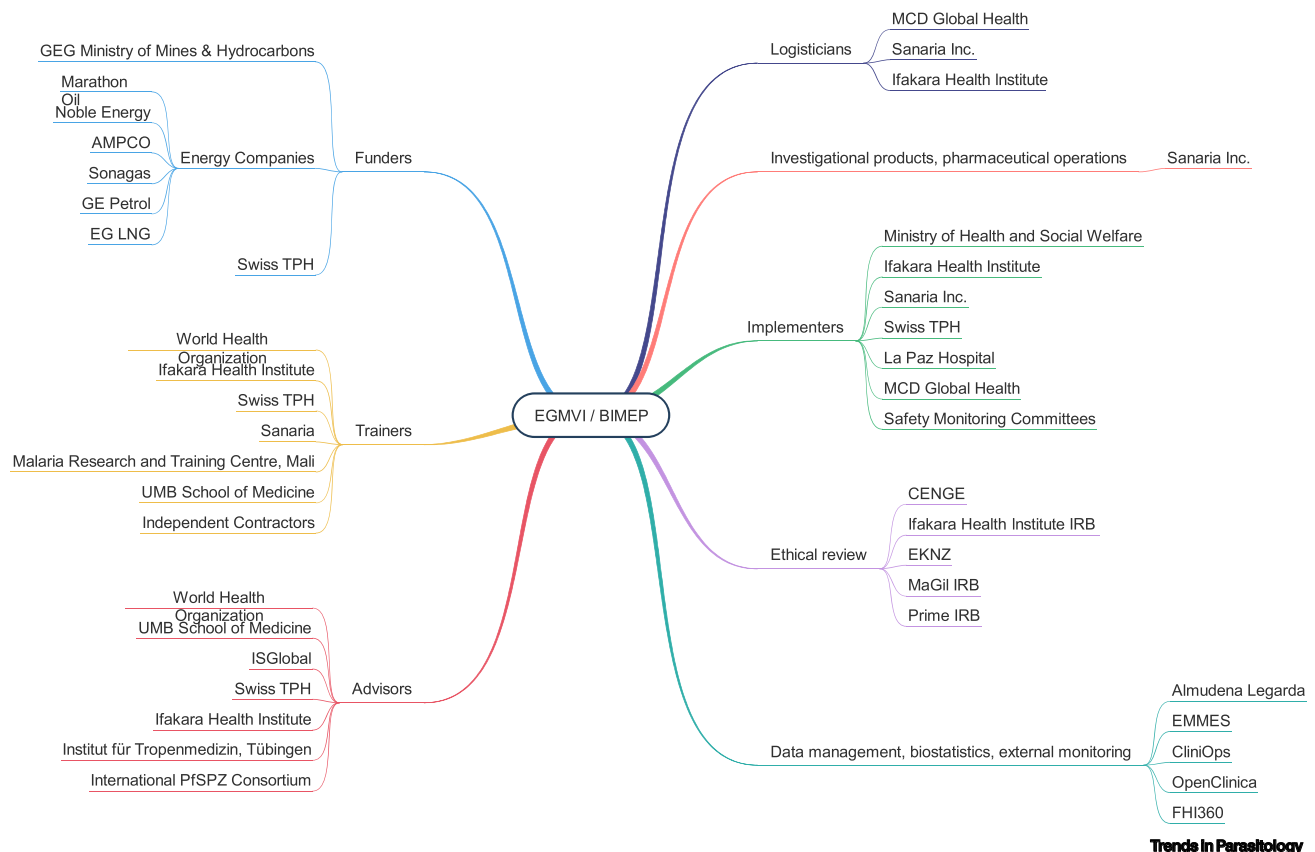 EGMVI / BIMEP
Funders
GEG Ministry of Mines & Hydrocarbons
Energy Companies
Marathon
Oil
Noble Energy
AMPCO
Sonagas
GE Petrol
EG LNG
Swiss TPH
Trainers
World Health
Organization
Ifakara Health Institute
Swiss TPH
Sanaria
Malaria Research and Training Centre, Mali
UMB School of Medicine
Independent Contractors
Advisors
World Health
Organization
UMB School of Medicine
ISGlobal
Swiss TPH
Ifakara Health Institute
Institut für Tropenmedizin, Tübingen
International PfSPZ Consortium
Logisticians
MCD Global Health
Sanaria Inc.
Ifakara Health Institute
Investigational products, pharmaceutical operations
Sanaria Inc.
Implementers
Ministry of Health and Social Welfare
Ifakara Health Institute
Sanaria Inc.
Swiss TPH
La Paz Hospital
MCD Global Health
Safety Monitoring Committees
Ethical review
CENGE
Ifakara Health Institute IRB
EKNZ
MaGil IRB
Prime IRB
Data management, biostatistics, external monitoring
Almudena Legarda
EMMES
CliniOps
OpenClinica
FHI360
Trends in Parasitology